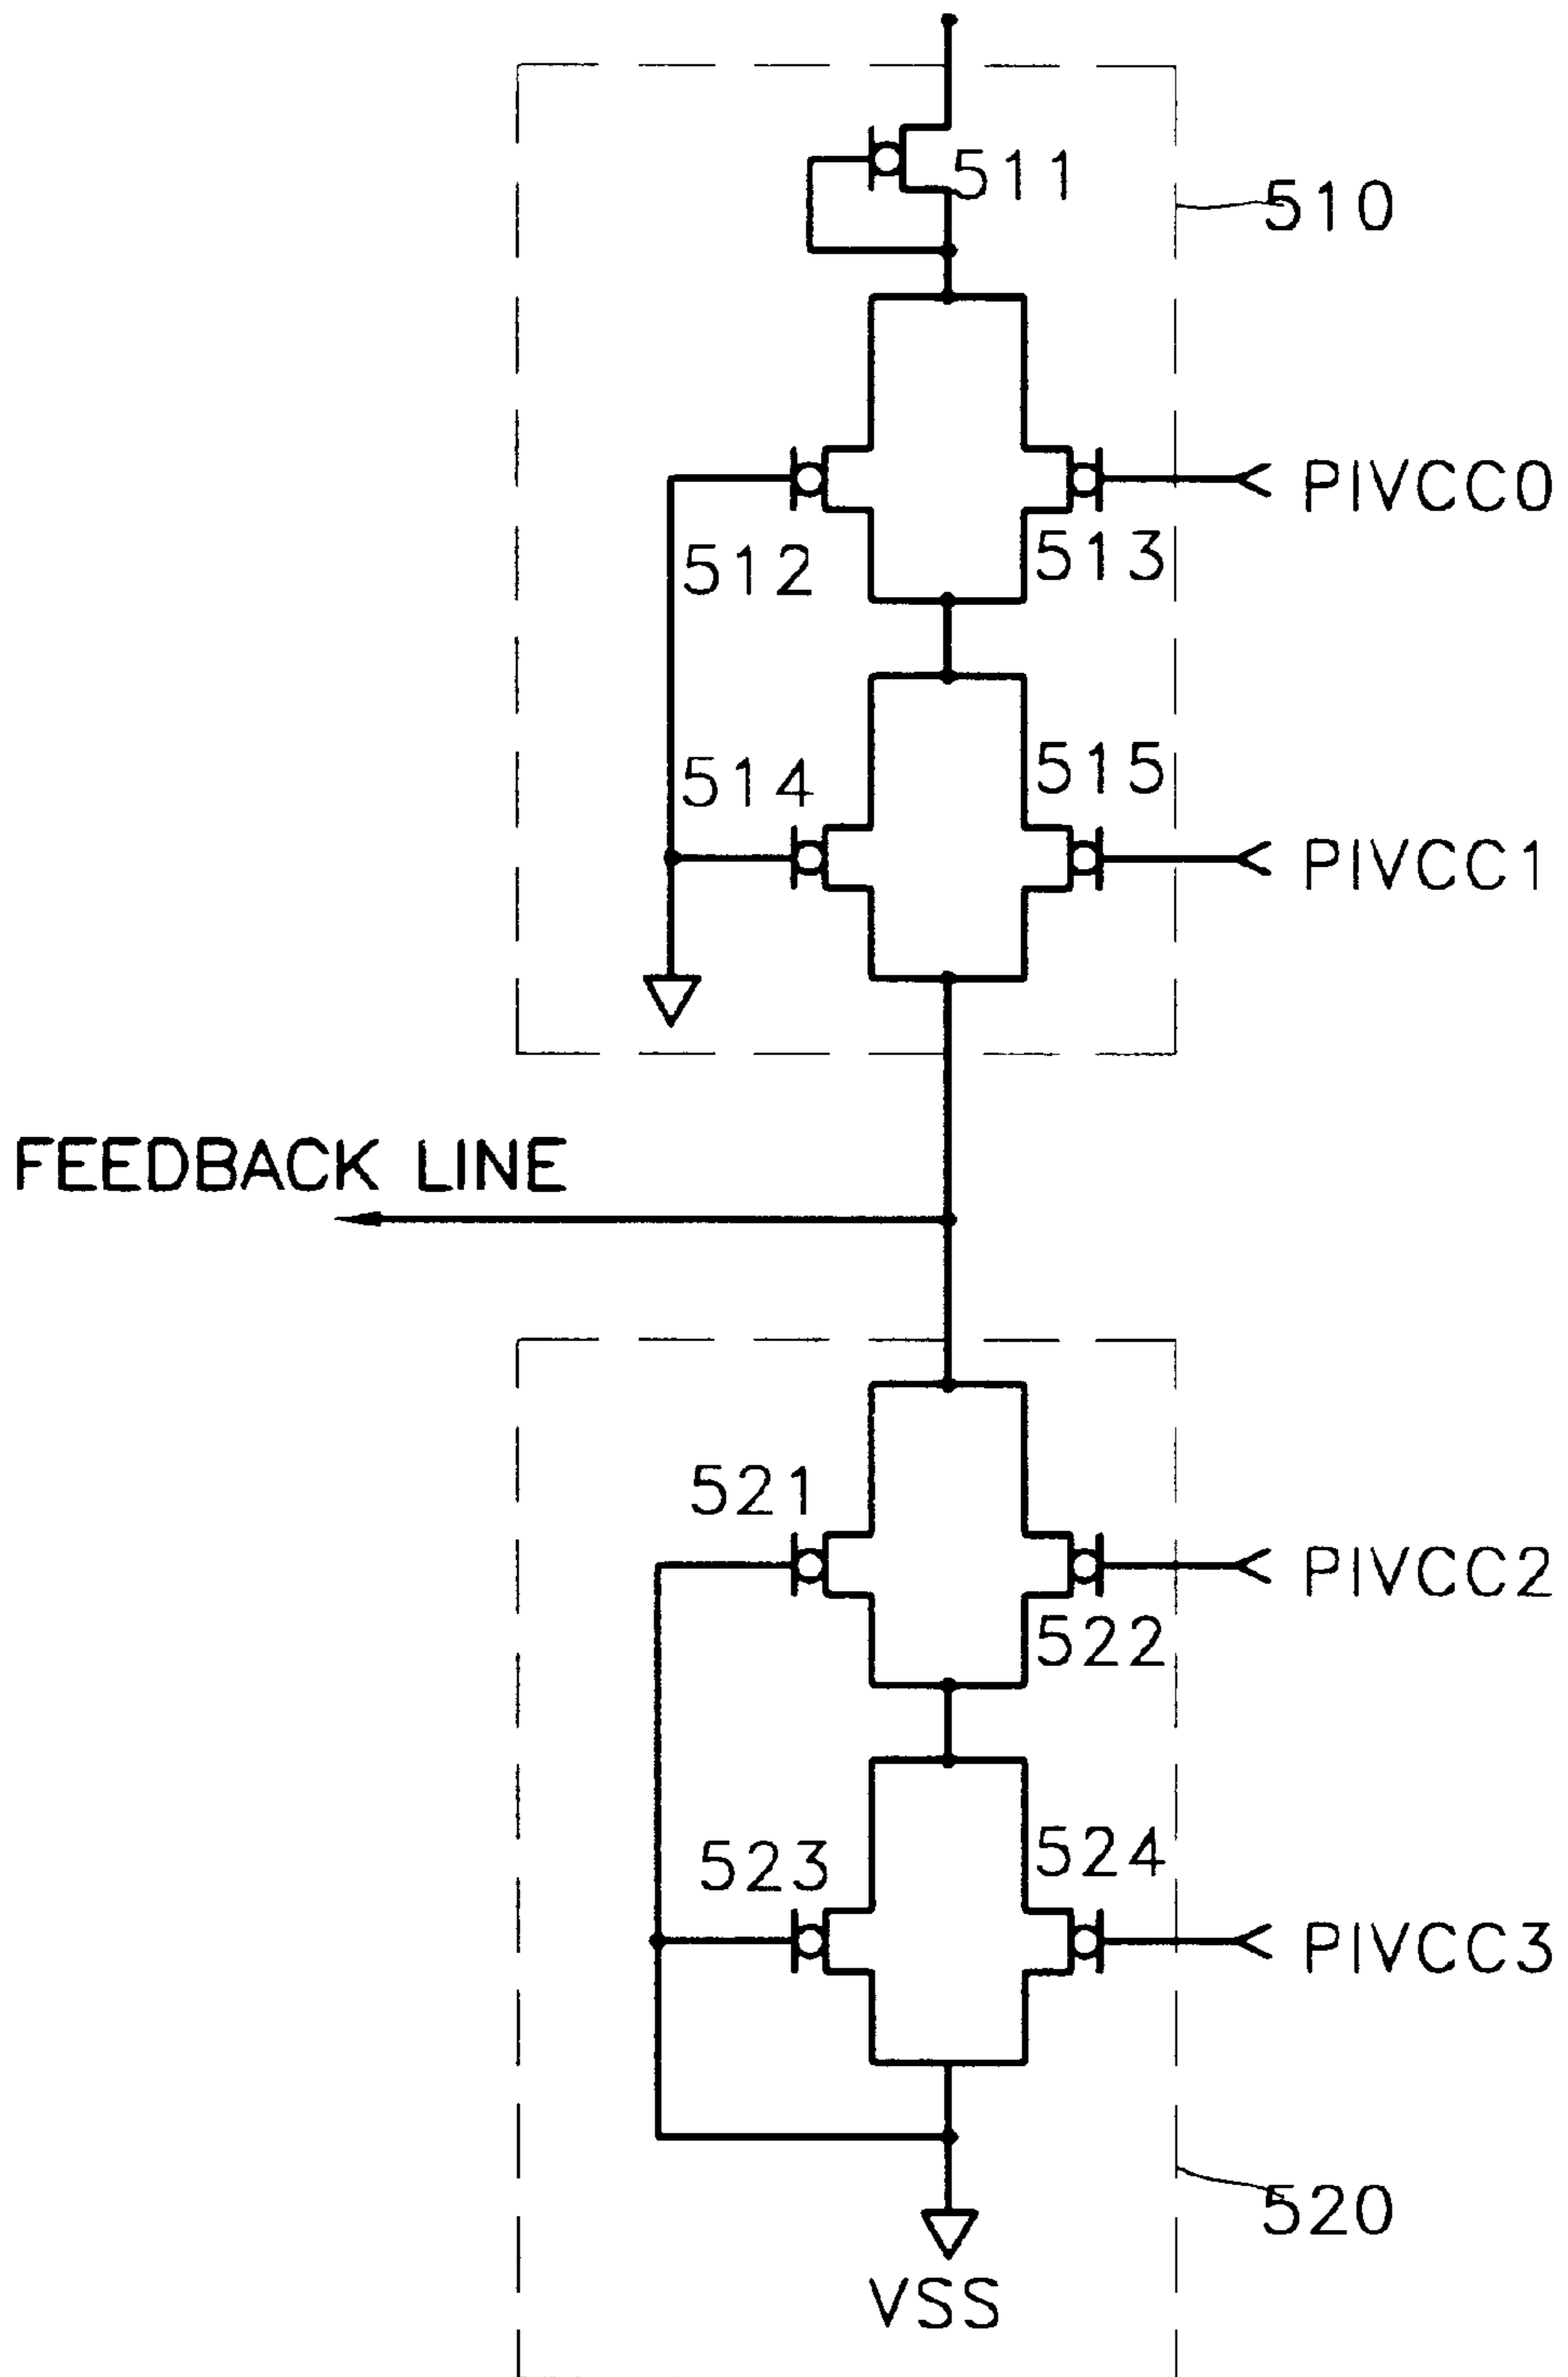 511
510
PIVCC0
512
513
514
515
PIVCC1
FEEDBACK LINE
521
PIVCC2
522
523
524
PIVCC3
520
VSS